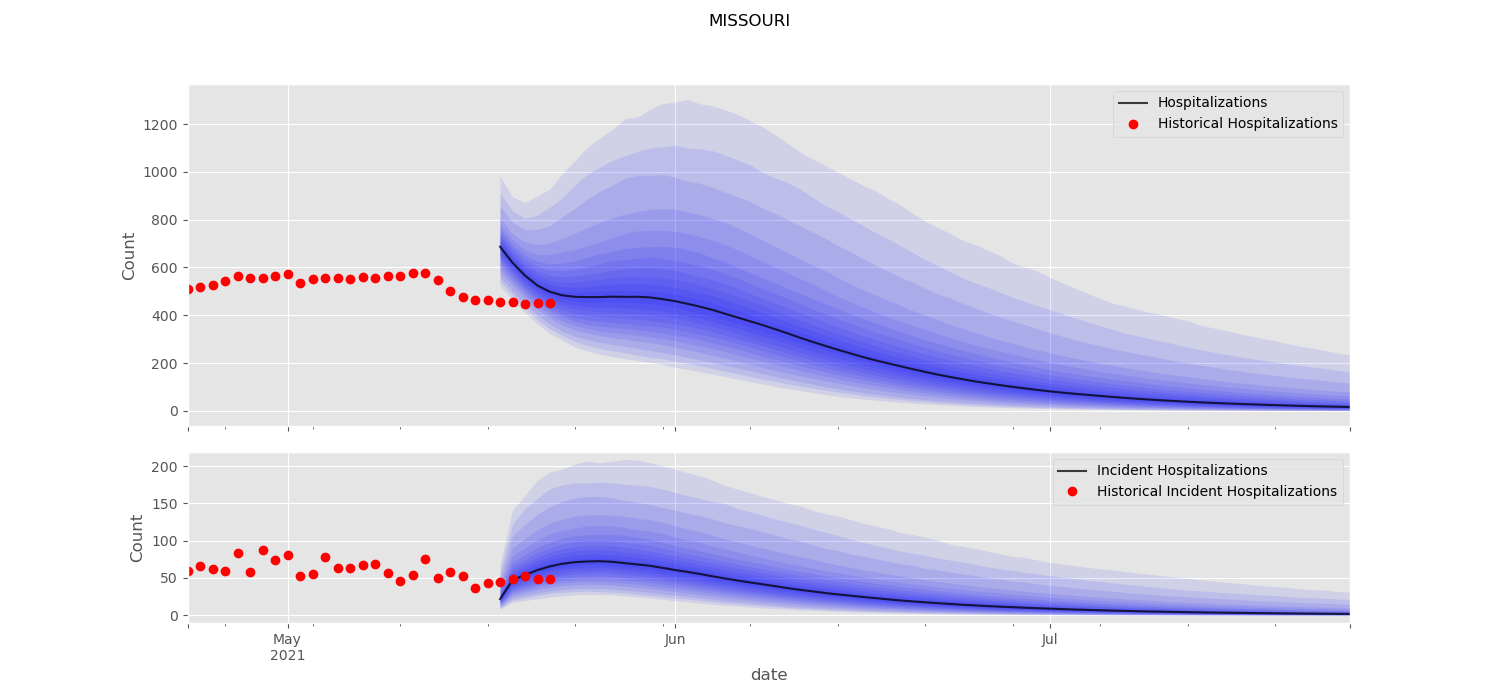 MISSOURI
Count
1200
1000
800
600
400
200
0
Hospitalizations
Historical Hospitalizations
Count
200
150
100
50
0
Incident Hospitalizations
Historical Incident Hospitalizations
May
2021
Jun
Jul
date